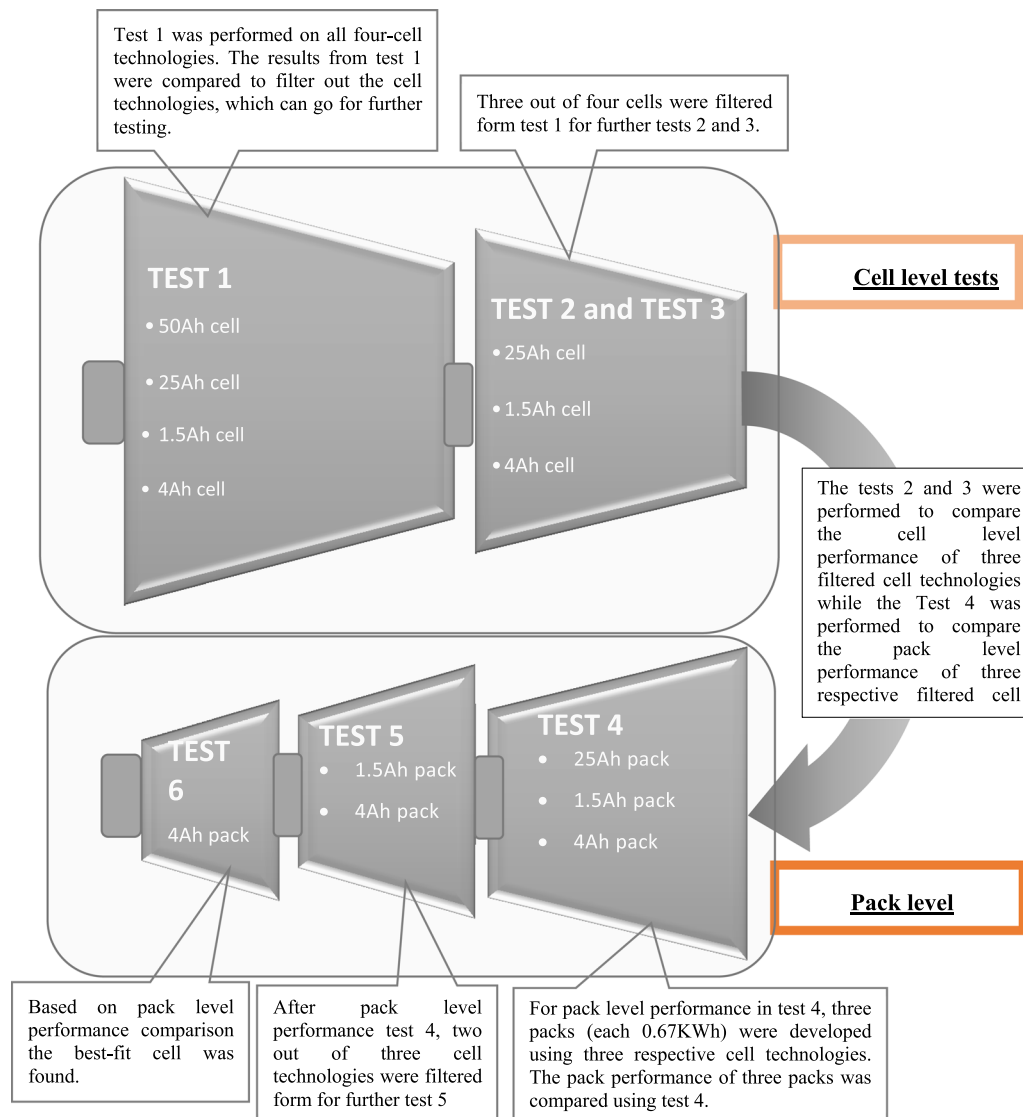 Test 1 was performed on all four-cell
technologies. The results from test 1
were compared to filter out the cell
technologies, which can go for further
testing.
Three out of four cells were filtered
form test 1 for further tests 2 and 3.
Cell level tests
TEST 1
• 50Ah cell
• 25Ah cell
• 1.5Ah cell
• 4Ah cell
TEST 2 and TEST 3
• 25Ah cell
• 1.5Ah cell
• 4Ah cell
The tests 2 and 3 were
performed to compare
the cell level
performance of three
filtered cell technologies
while the Test 4 was
performed to compare
the pack level
performance of three
respective filtered cell
TEST 4
• 25Ah pack
• 1.5Ah pack
• 4Ah pack
TEST 5
• 1.5Ah pack
• 4Ah pack
TEST
6
4Ah pack
Pack level
Based on pack level
performance comparison
the best-fit cell was
found.
After pack level
performance test 4, two
out of three cell
technologies were filtered
form for further test 5
For pack level performance in test 4, three
packs (each 0.67KWh) were developed
using three respective cell technologies.
The pack performance of three packs was
compared using test 4.